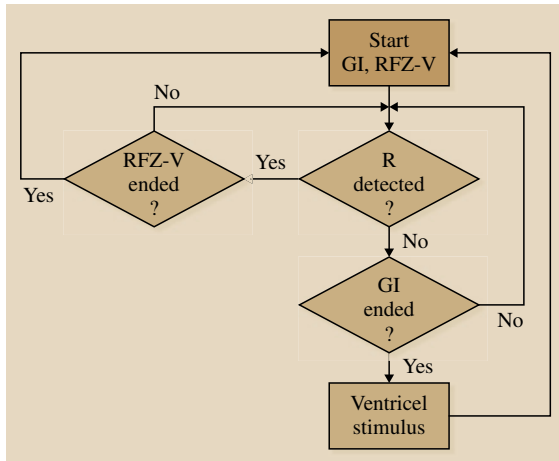 Start
GI, RFZ-V
No
RFZ-V
ended
?
Yes
Yes
R
detected
?
No
GI
ended
?
No
Yes
Ventricel
stimulus